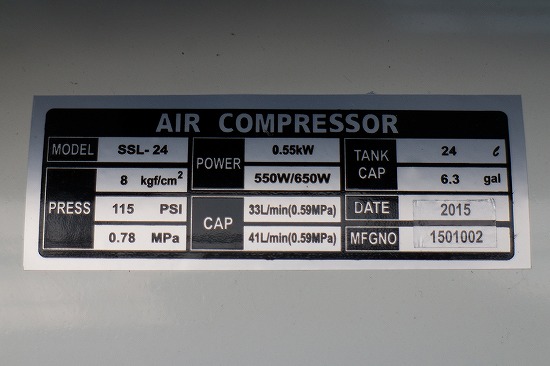 AIR COMPRESSOR
MODEL SSL-24
PRESS 8 kgf/cm²
115 PSI
0.78 MPa
POWER 0.55kW
550W/650W
CAP 33L/min(0.59MPa)
41L/min(0.59MPa)
TANK CAP 24 ℓ
6.3 gal
DATE 2015
MFGNO 1501002